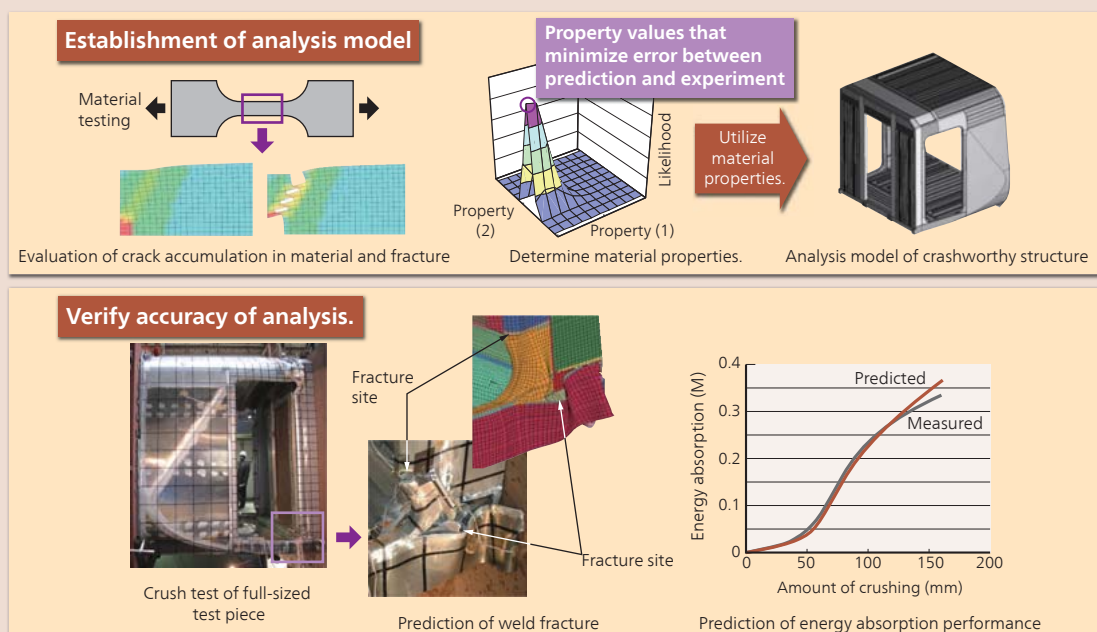 Establishment of analysis model
Material
testing
Evaluation of crack accumulation in material and fracture
Property values that
minimize error between
prediction and experiment
Likelihood
Property
(2)
Property (1)
Determine material properties.
Utilize
material
properties.
Analysis model of crashworthy structure
Verify accuracy of analysis.
Crush test of full-sized
test piece
Fracture
site
Fracture site
Prediction of weld fracture
Energy absorption (M)
0.4
0.3
0.2
0.1
0
Predicted
Measured
0 50 100 150 200
Amount of crushing (mm)
Prediction of energy absorption performance